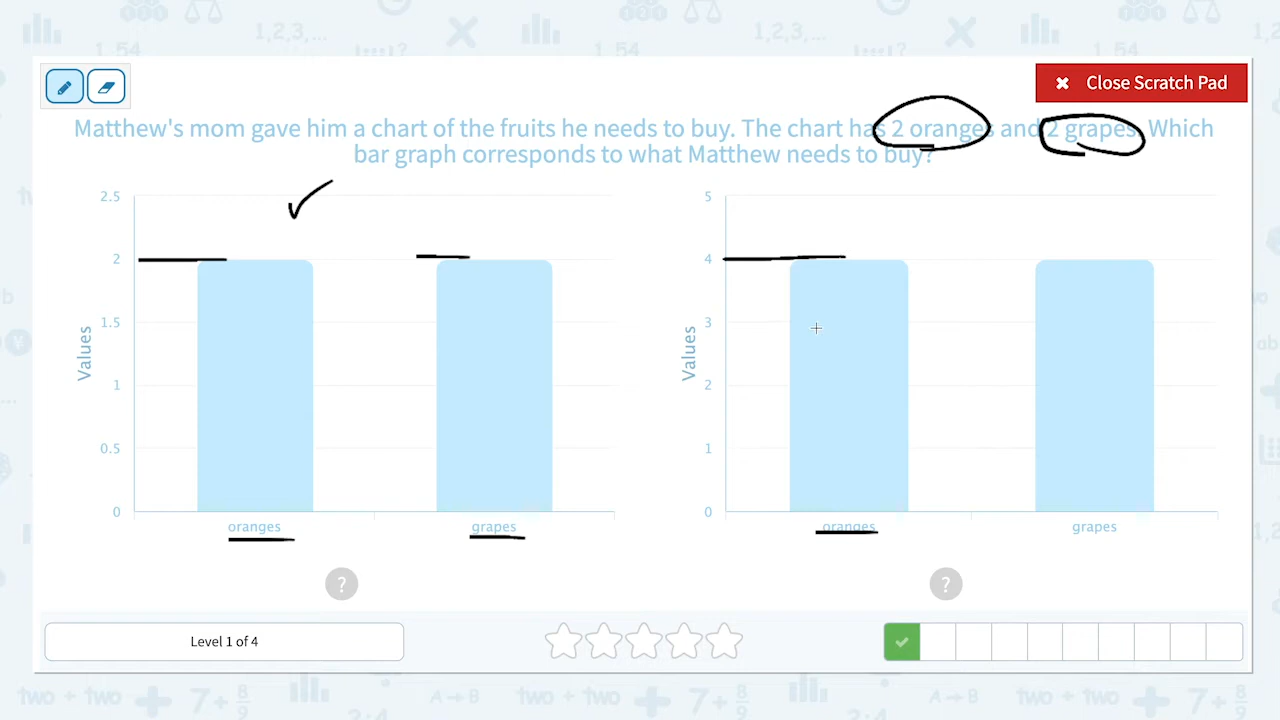 Close Scratch Pad
Matthew's mom gave him a chart of the fruits he needs to buy. The chart has 2 oranges and 2 grapes. Which
bar graph corresponds to what Matthew needs to buy?
2.5
2
1.5
1
0.5
0
Values
oranges
grapes
5
4
3
2
1
0
Values
oranges
grapes
?
?
Level 1 of 4